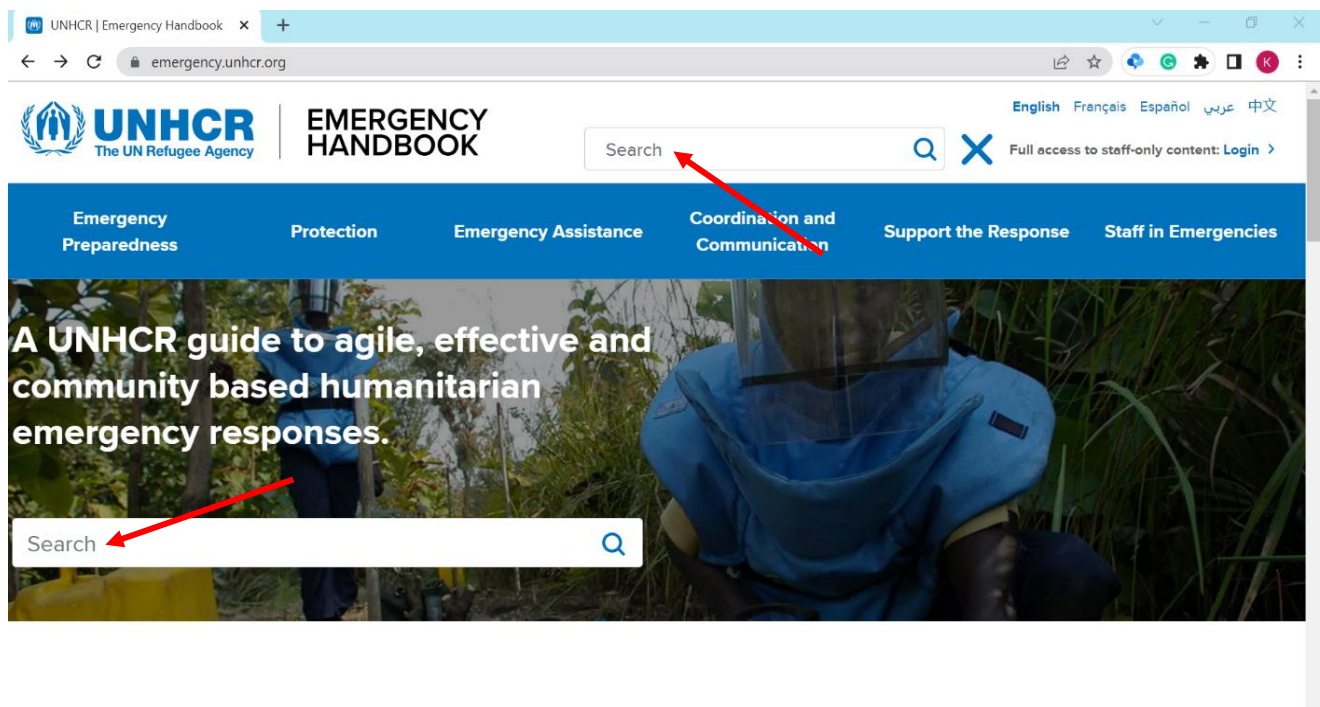 UNHCR | Emergency Handbook
emergency.unhcr.org
K
UNHCR
The UN Refugee Agency
EMERGENCY
HANDBOOK
Search
English Français Español عربي 中文
Full access to staff-only content: Login >
Emergency
Preparedness
Protection
Emergency Assistance
Coordination and
Communication
Support the Response
Staff in Emergencies
A UNHCR guide to agile, effective and
community based humanitarian
emergency responses.
Search